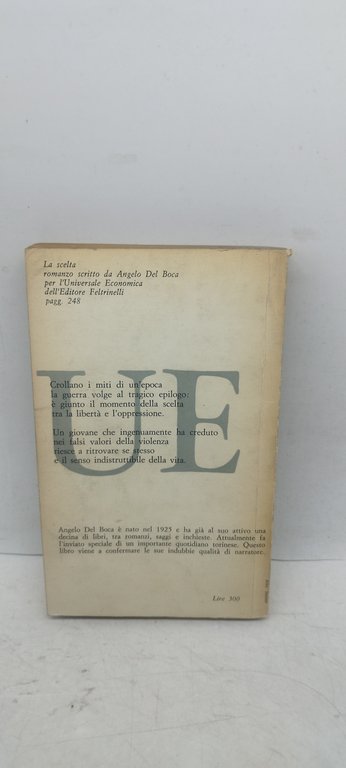 La scelta
romanzo scritto da Angelo Del Boca
per l'Universale Economica
dell'Editore Feltrinelli
pagg. 248
UE
Crollano i miti di un'epoca
la guerra volge al tragico epilogo:
è giunto il momento della scelta
tra la libertà e l'oppressione.
Un giovane che ingenuamente ha creduto
nei falsi valori della violenza
riesce a ritrovare se stesso
e il senso indistruttibile della vita.
Angelo Del Boca è nato nel 1925 e ha già al suo attivo una
decina di libri, tra romanzi, saggi e inchieste. Attualmente fa
l'inviato speciale di un importante quotidiano torinese. Questo
libro viene a confermare le sue indubbie qualità di narratore.
Lire 300